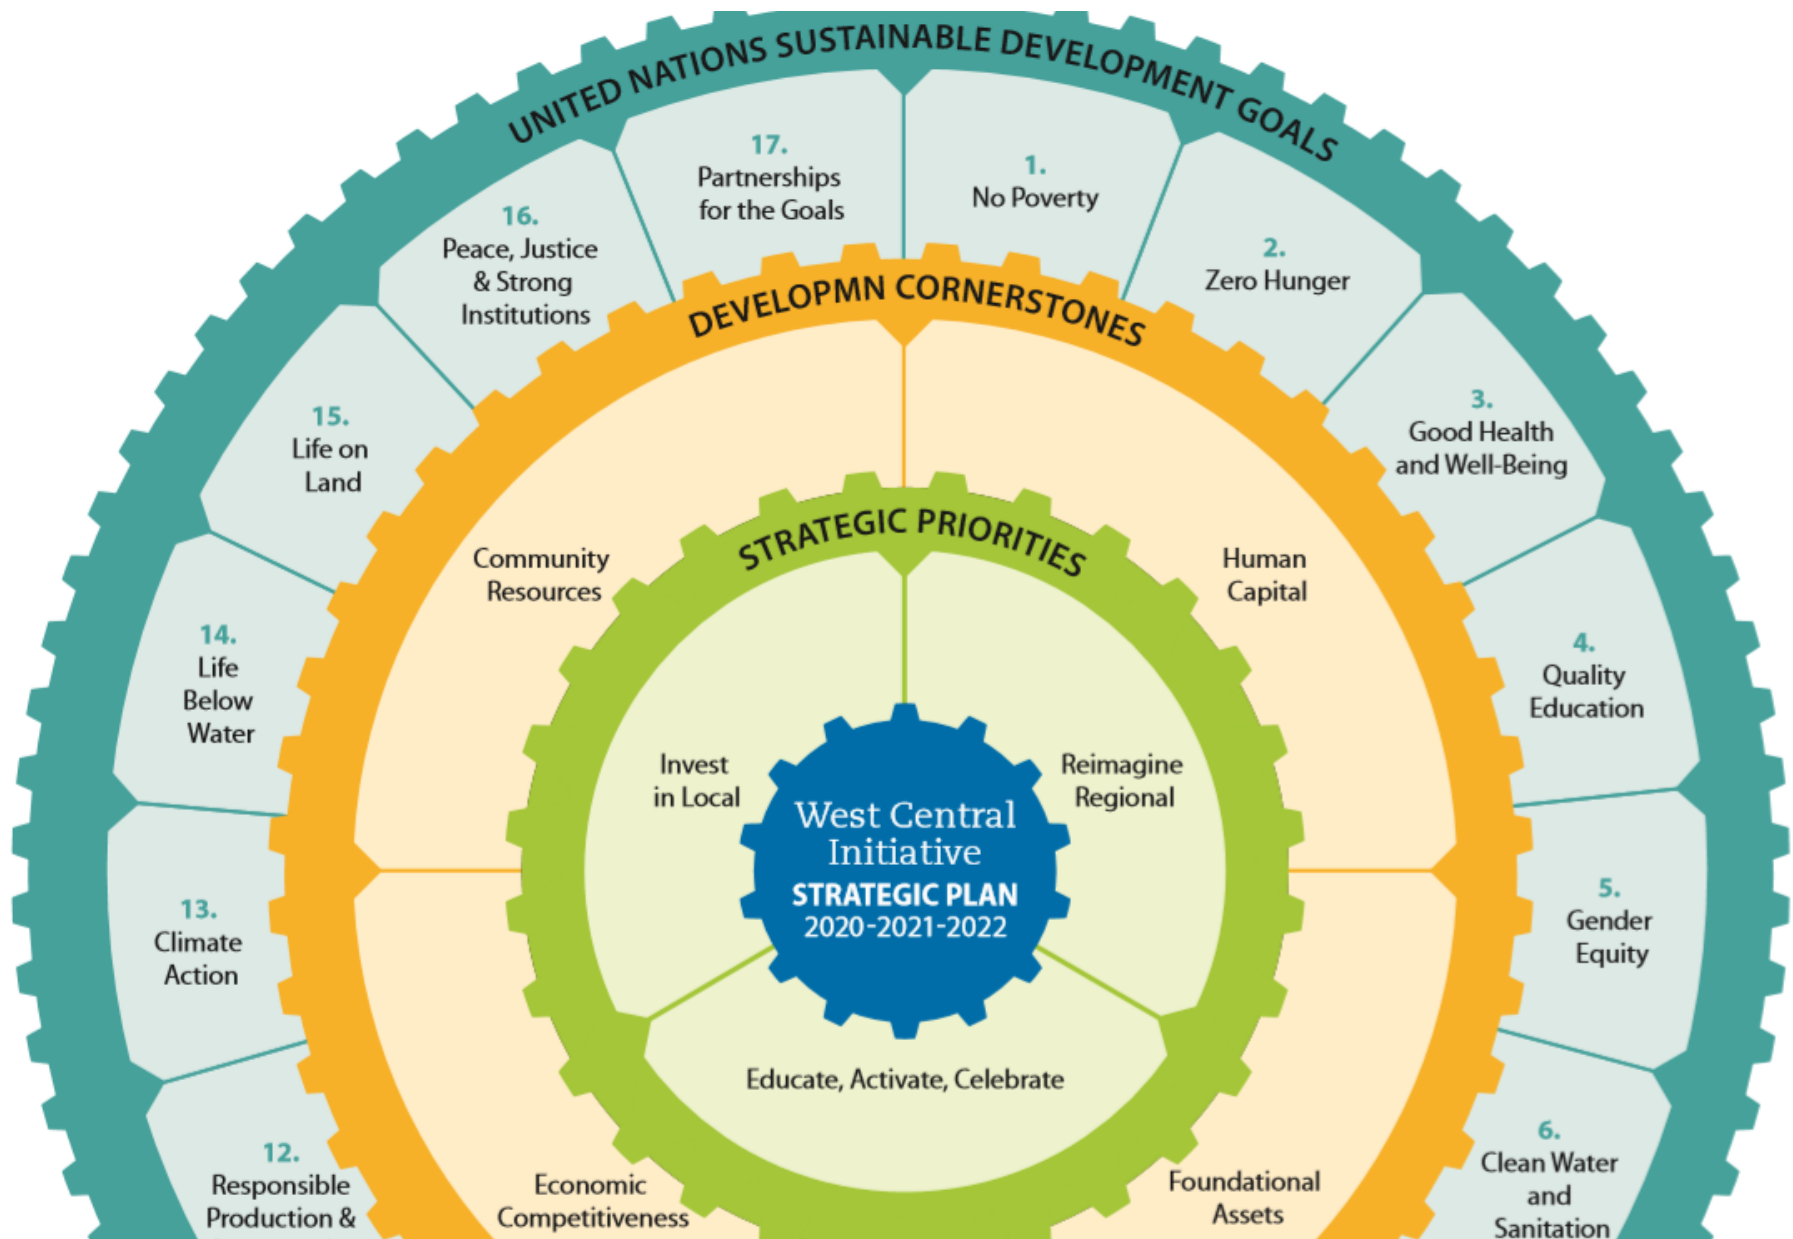 UNITED NATIONS SUSTAINABLE DEVELOPMENT GOALS
1.
No Poverty
2.
Zero Hunger
3.
Good Health
and Well-Being
4.
Quality
Education
5.
Gender
Equity
6.
Clean Water
and
Sanitation
12.
Responsible
Production &
13.
Climate
Action
14.
Life
Below
Water
15.
Life on
Land
16.
Peace, Justice
& Strong
Institutions
17.
Partnerships
for the Goals
DEVELOPMN CORNERSTONES
Community
Resources
Human
Capital
Economic
Competitiveness
Foundational
Assets
STRATEGIC PRIORITIES
Invest
in Local
Reimagine
Regional
Educate, Activate, Celebrate
West Central
Initiative
STRATEGIC PLAN
2020-2021-2022